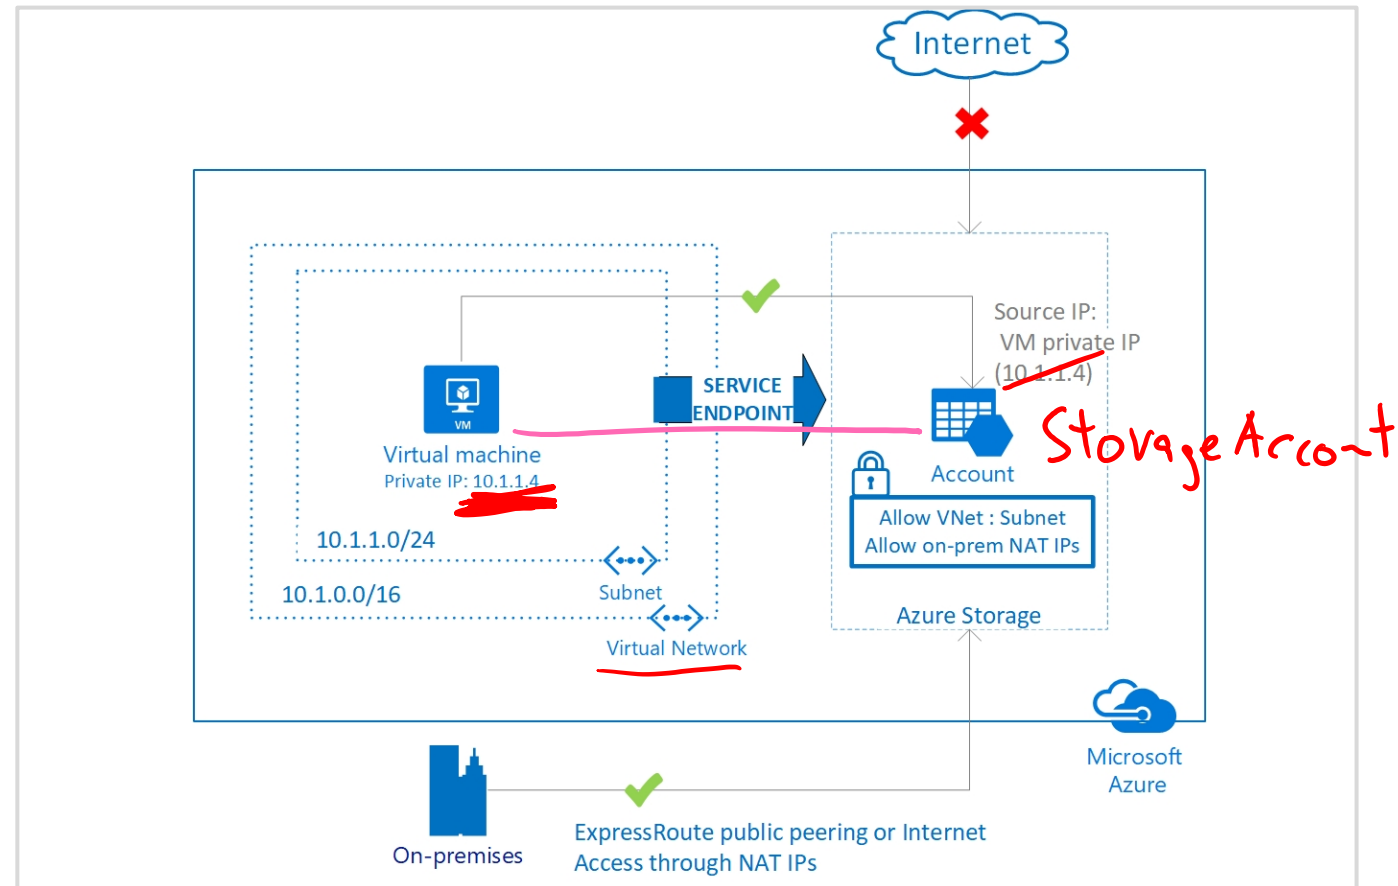 Internet
Source IP:
VM private IP
(10.1.1.4)
SERVICE
ENDPOINT
VM
Virtual machine
Private IP: 10.1.1.4
Storage Accont
Account
Allow VNet : Subnet
Allow on-prem NAT IPs
10.1.1.0/24
10.1.0.0/16
Subnet
Azure Storage
Virtual Network
Microsoft
Azure
On-premises
ExpressRoute public peering or Internet
Access through NAT IPs